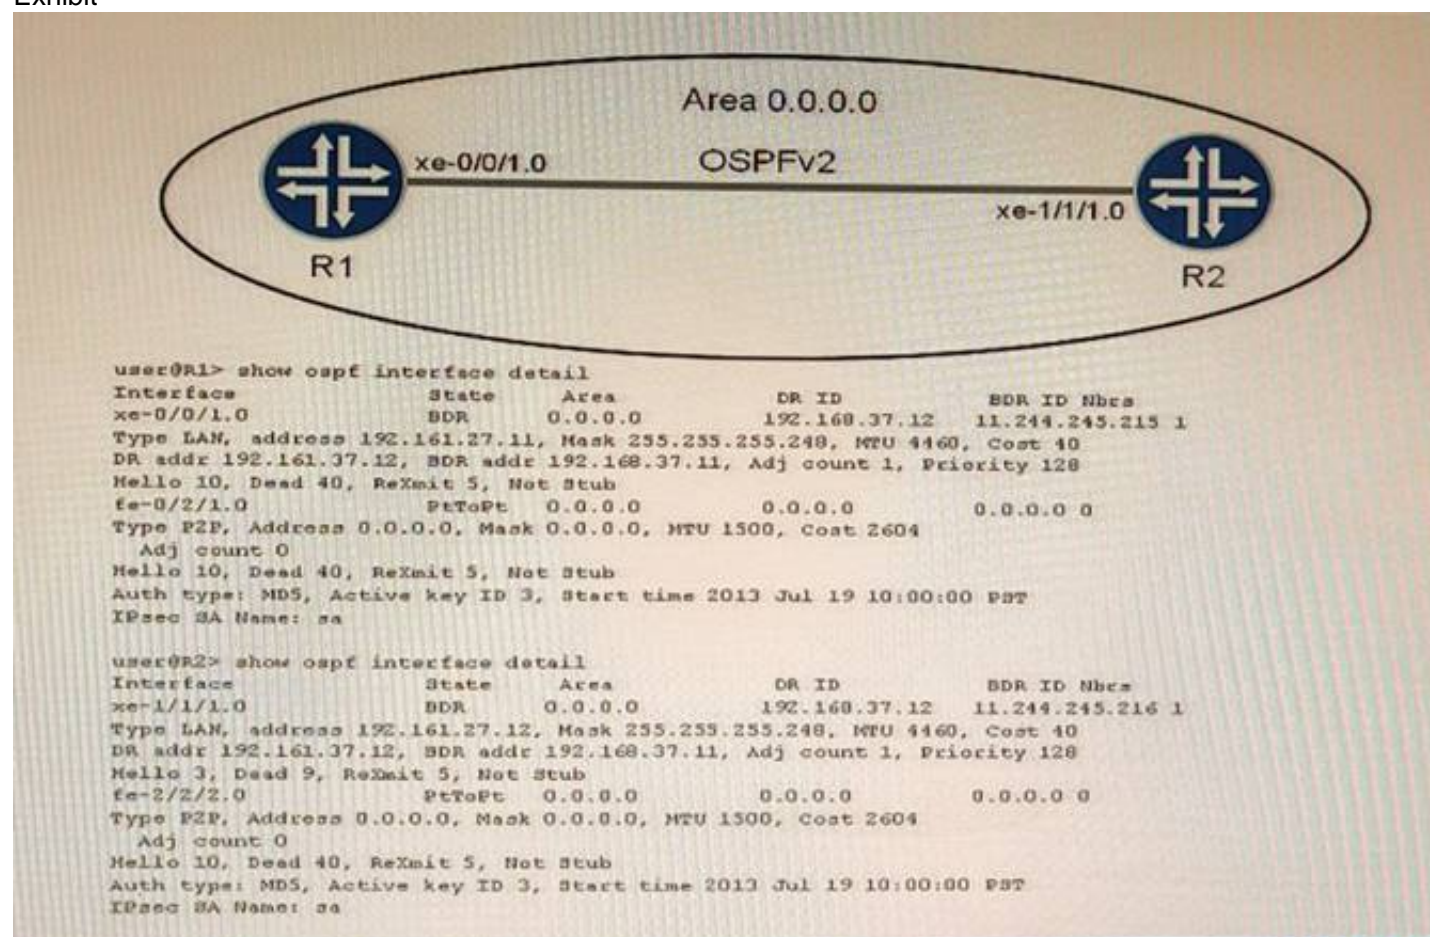 Exhibit
Area 0.0.0.0
xe-0/0/1.0
OSPFv2
xe-1/1/1.0
R1
R2
user@R1> show ospf interface detail
Interface State Area DR ID BDR ID Nbrs
xe-0/0/1.0 BDR 0.0.0.0 192.168.37.12 11.244.245.215 1
Type LAN, address 192.161.27.11, Mask 255.255.255.248, MTU 4460, Cost 40
DR addr 192.161.37.12, BDR addr 192.168.37.11, Adj count 1, Priority 128
Hello 10, Dead 40, ReXmit 5, Not Stub
fe-0/2/1.0 PtToPt 0.0.0.0 0.0.0.0 0.0.0.0 0
Type P2P, Address 0.0.0.0, Mask 0.0.0.0, MTU 1500, Cost 2604
Adj count 0
Hello 10, Dead 40, ReXmit 5, Not Stub
Auth type: MD5, Active key ID 3, Start time 2013 Jul 19 10:00:00 PST
IPsec SA Name: sa
user@R2> show ospf interface detail
Interface State Area DR ID BDR ID Nbrs
xe-1/1/1.0 BDR 0.0.0.0 192.168.37.12 11.244.245.216 1
Type LAN, address 192.161.27.12, Mask 255.255.255.248, MTU 4460, Cost 40
DR addr 192.161.37.12, BDR addr 192.168.37.11, Adj count 1, Priority 128
Hello 3, Dead 9, ReXmit 5, Not Stub
fe-2/2/2.0 PtToPt 0.0.0.0 0.0.0.0 0.0.0.0 0
Type P2P, Address 0.0.0.0, Mask 0.0.0.0, MTU 1500, Cost 2604
Adj count 0
Hello 10, Dead 40, ReXmit 5, Not Stub
Auth type: MD5, Active key ID 3, Start time 2013 Jul 19 10:00:00 PST
IPsec SA Name: sa